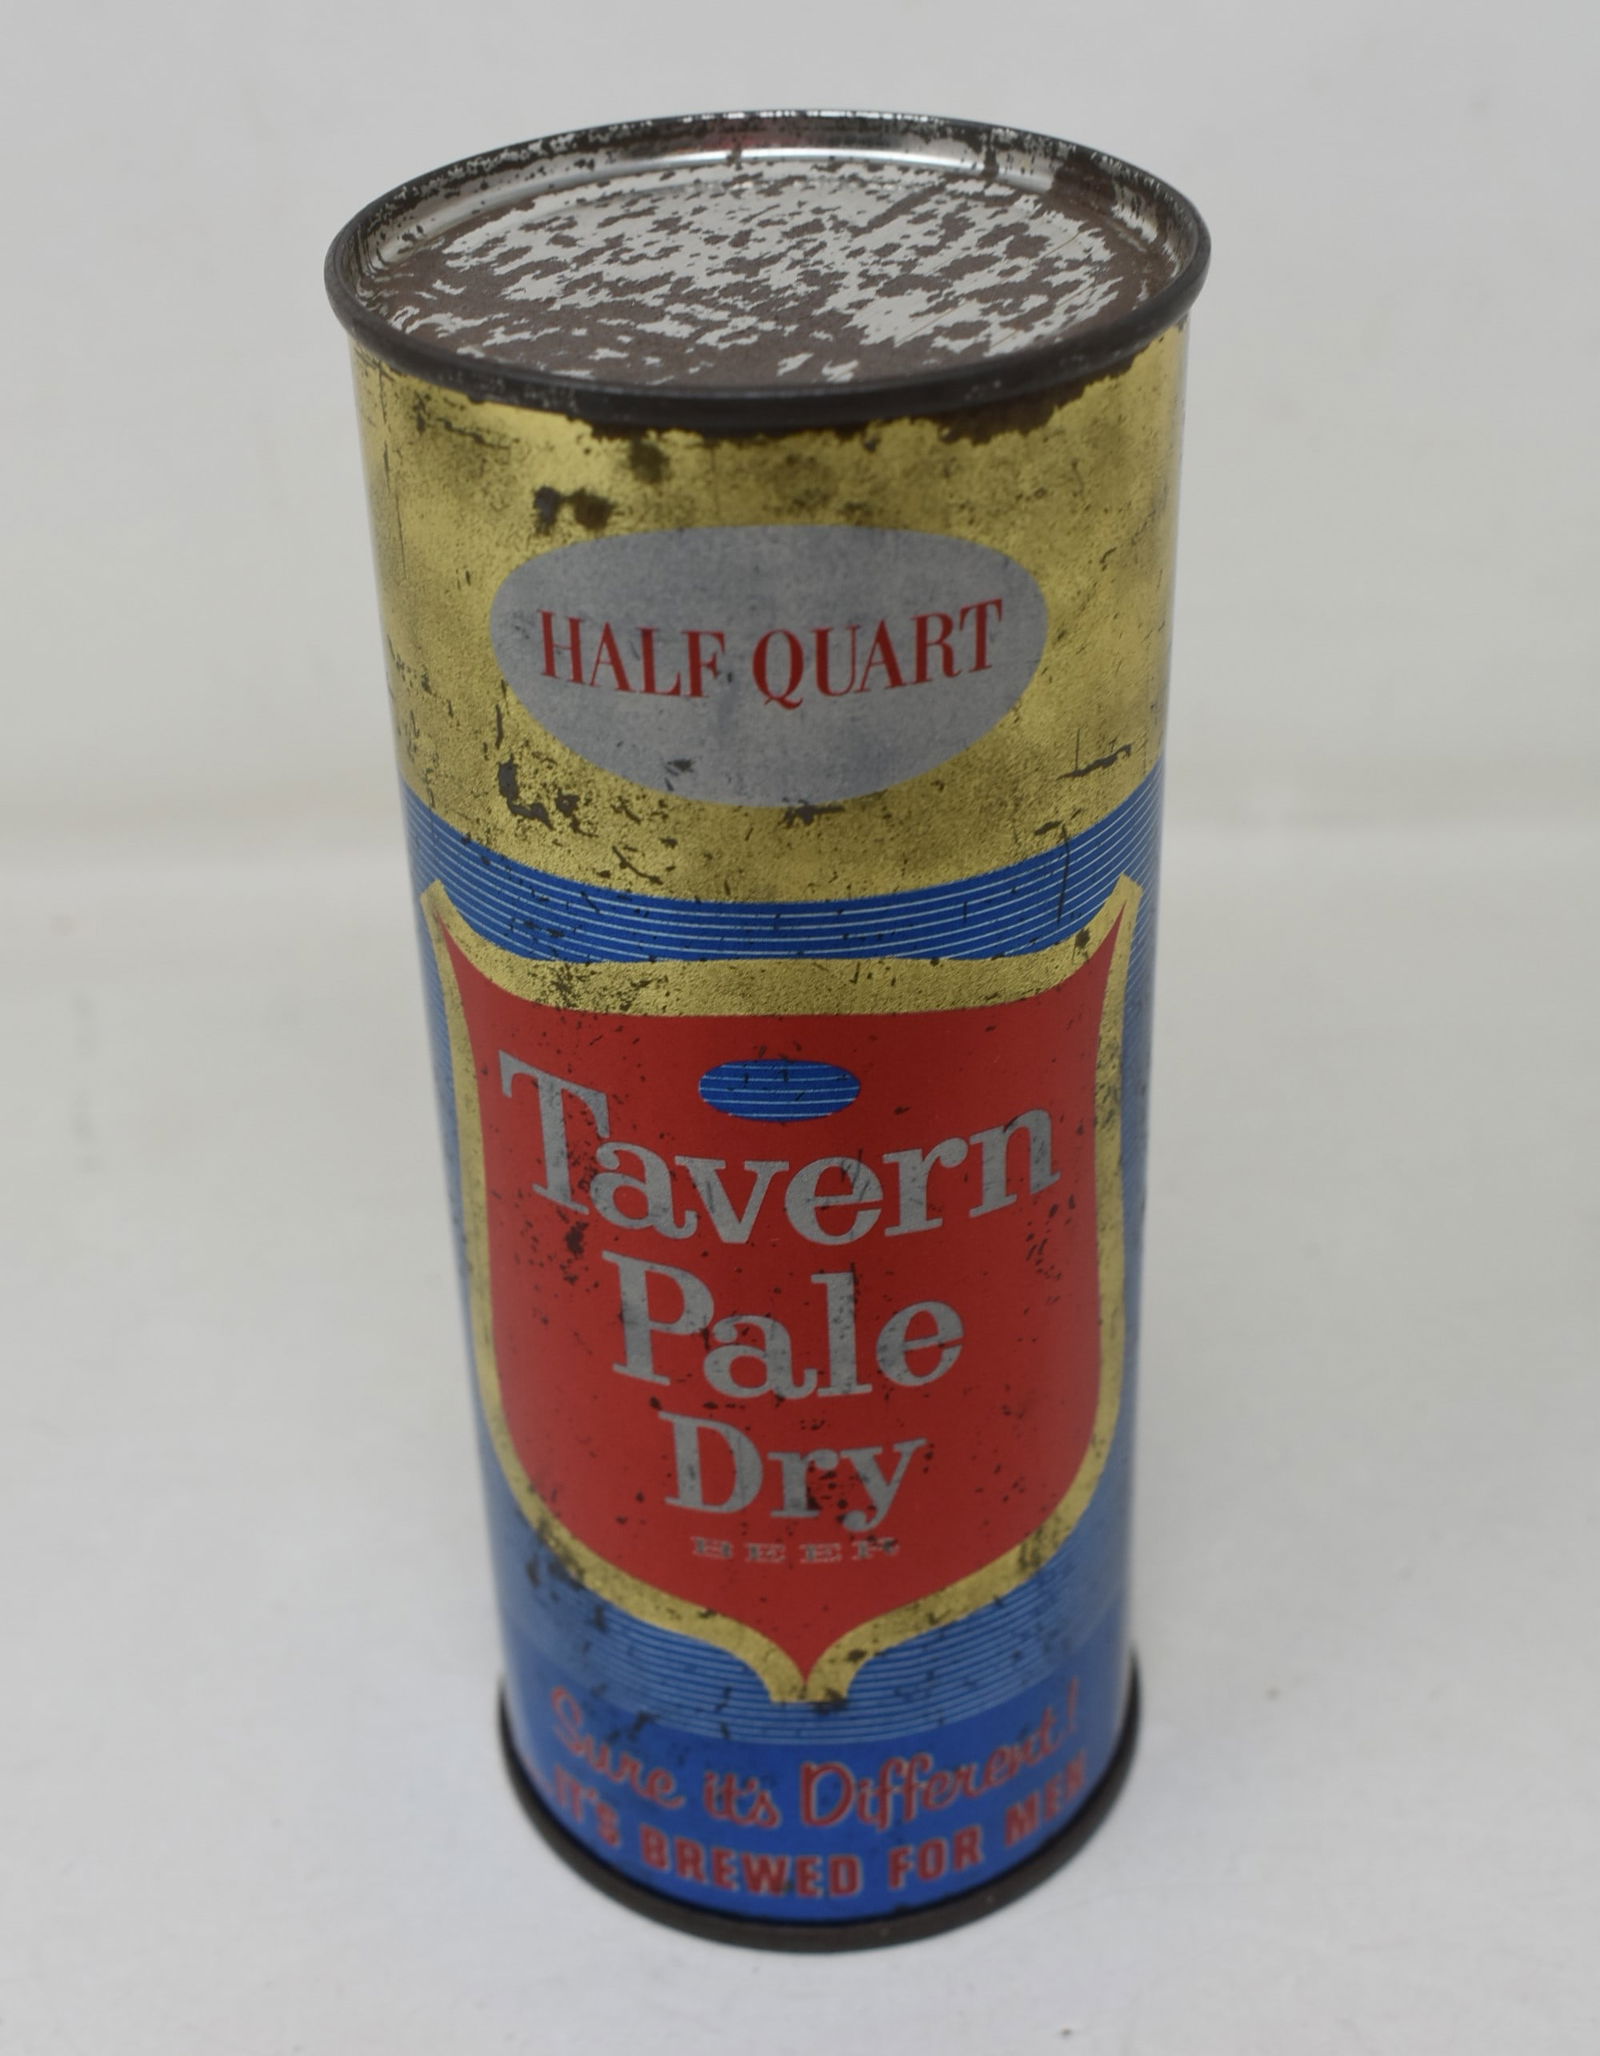 HALF QUART
Tavern
Pale
Dry
BEER
Sure it's Different!
IT'S BREWED FOR MEN